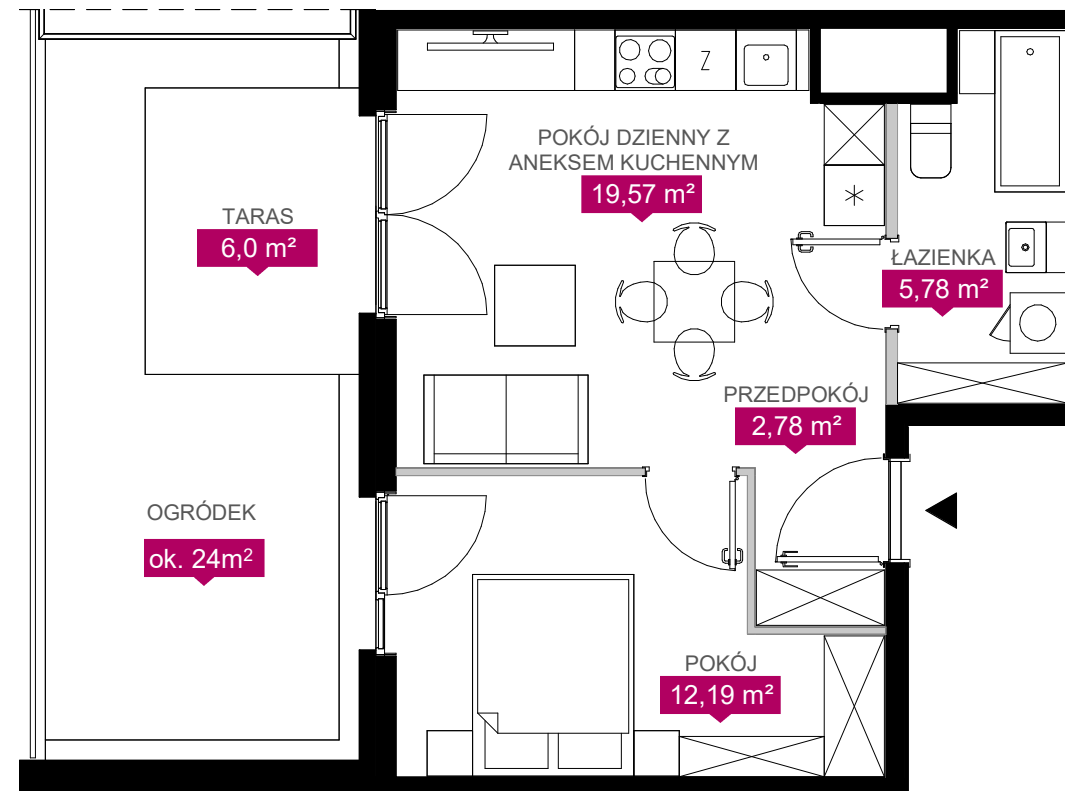 POKÓJ DZIENNY Z
ANEKSEM KUCHENNYM
19,57 m²
Z
TARAS
6,0 m²
ŁAZIENKA
5,78 m²
PRZEDPOKÓJ
2,78 m²
OGRÓDEK
ok. 24m²
POKÓJ
12,19 m²